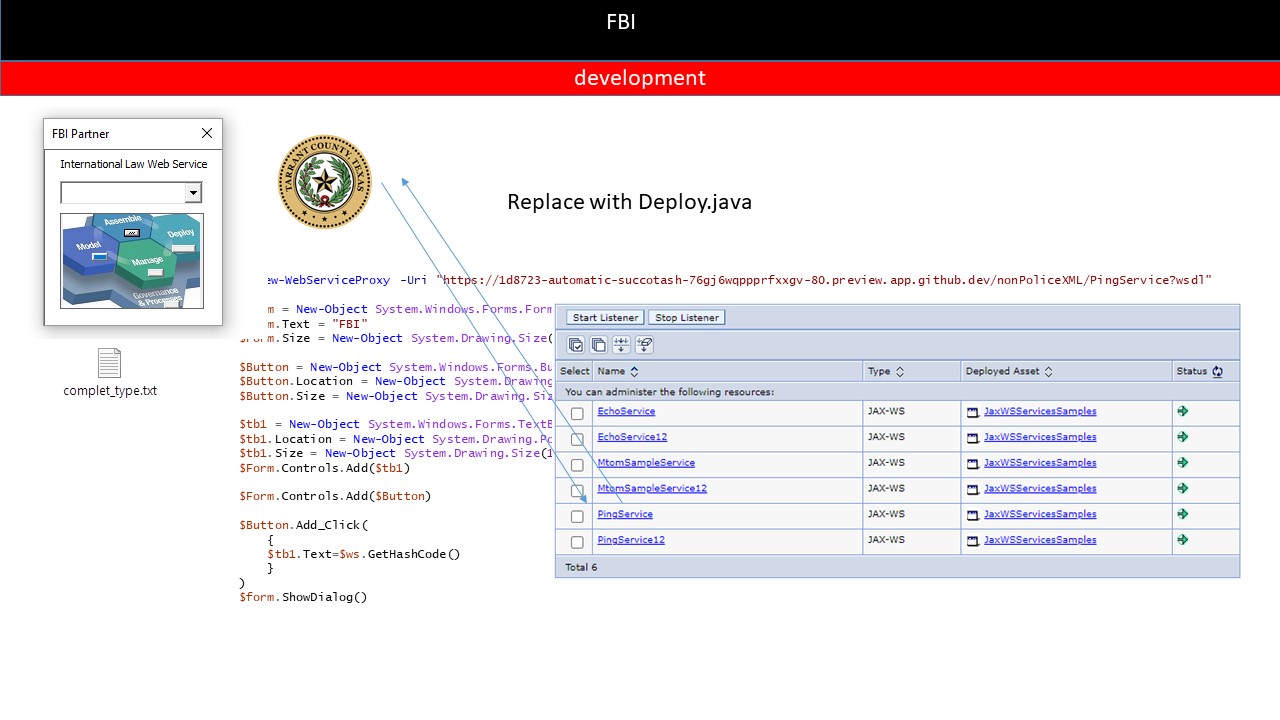 FBI
development
FBI Partner
International Law Web Service
Assemble
Model
Deploy
Manage
Governance
& Processes
complet_type.txt
TARRANT COUNTY, TEXAS
Replace with Deploy.java
ew-WebServiceProxy -Uri "https://1d8723-automatic-succotash-76gj6wqppprfxxgv-80.preview.app.github.dev/nonPoliceXML/PingService?wsdl"
m = New-Object System.Windows.Forms.Form
m.Text = "FBI"
$Form.Size = New-Object System.Drawing.Size(
$Button = New-Object System.Windows.Forms.Bu
$Button.Location = New-Object System.Drawing
$Button.Size = New-Object System.Drawing.Siz
$tb1 = New-Object System.Windows.Forms.TextB
$tb1.Location = New-Object System.Drawing.Po
$tb1.Size = New-Object System.Drawing.Size(1
$Form.Controls.Add($tb1)
$Form.Controls.Add($Button)
$Button.Add_Click(
{
$tb1.Text=$ws.GetHashCode()
}
)
$form.ShowDialog()
Start Listener Stop Listener
Select Name Type Deployed Asset Status
You can administer the following resources:
EchoService JAX-WS JaxWSServicesSamples
EchoService12 JAX-WS JaxWSServicesSamples
MtomSampleService JAX-WS JaxWSServicesSamples
MtomSampleService12 JAX-WS JaxWSServicesSamples
PingService JAX-WS JaxWSServicesSamples
PingService12 JAX-WS JaxWSServicesSamples
Total 6